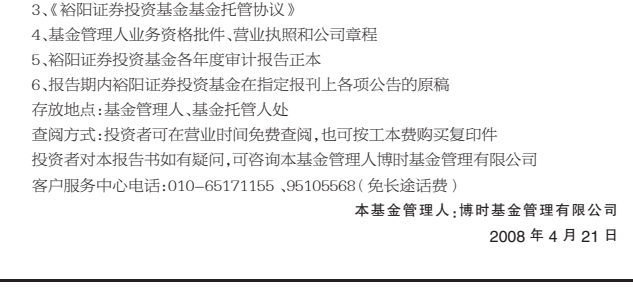 3、《裕阳证券投资基金基金托管协议》
4、基金管理人业务资格批件、营业执照和公司章程
5、裕阳证券投资基金各年度审计报告正本
6、报告期内裕阳证券投资基金在指定报刊上各项公告的原稿
存放地点:基金管理人、基金托管人处
查阅方式:投资者可在营业时间免费查阅,也可按工本费购买复印件
投资者对本报告书如有疑问,可咨询本基金管理人博时基金管理有限公司
客户服务中心电话:010-65171155 、95105568(免长途话费)
本基金管理人:博时基金管理有限公司
2008 年 4 月 21 日